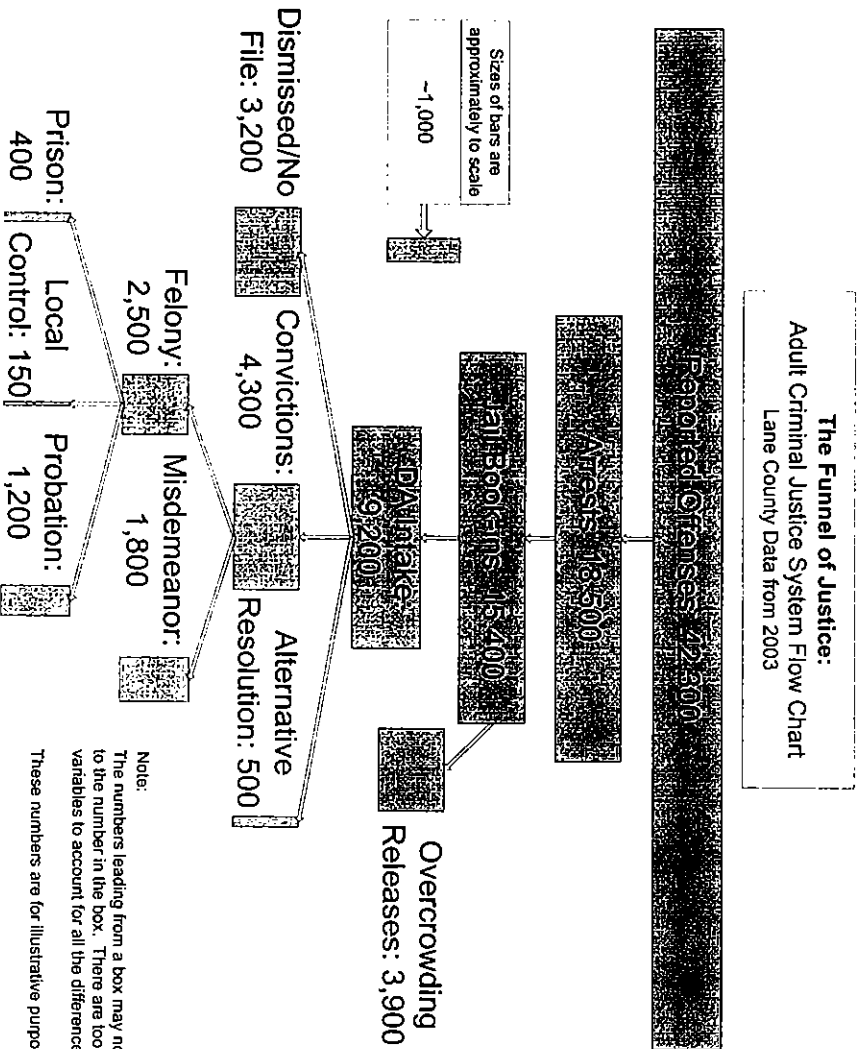 The Funnel of Justice:
Adult Criminal Justice System Flow Chart
Lane County Data from 2003
Reported Offenses: 42,300
Arrests: 18,500
Jail Book-ins: 15,400
Overcrowding
Releases: 3,900
Sizes of bars are
approximately to scale
~1,000
DA Intake:
9,200
Dismissed/No
File: 3,200
Convictions:
4,300
Alternative
Resolution: 500
Felony:
2,500
Misdemeanor:
1,800
Prison:
400
Local
Control: 150
Probation:
1,200
Note:
The numbers leading from a box may no
to the number in the box. There are too
variables to account for all the difference
These numbers are for illustrative purpo